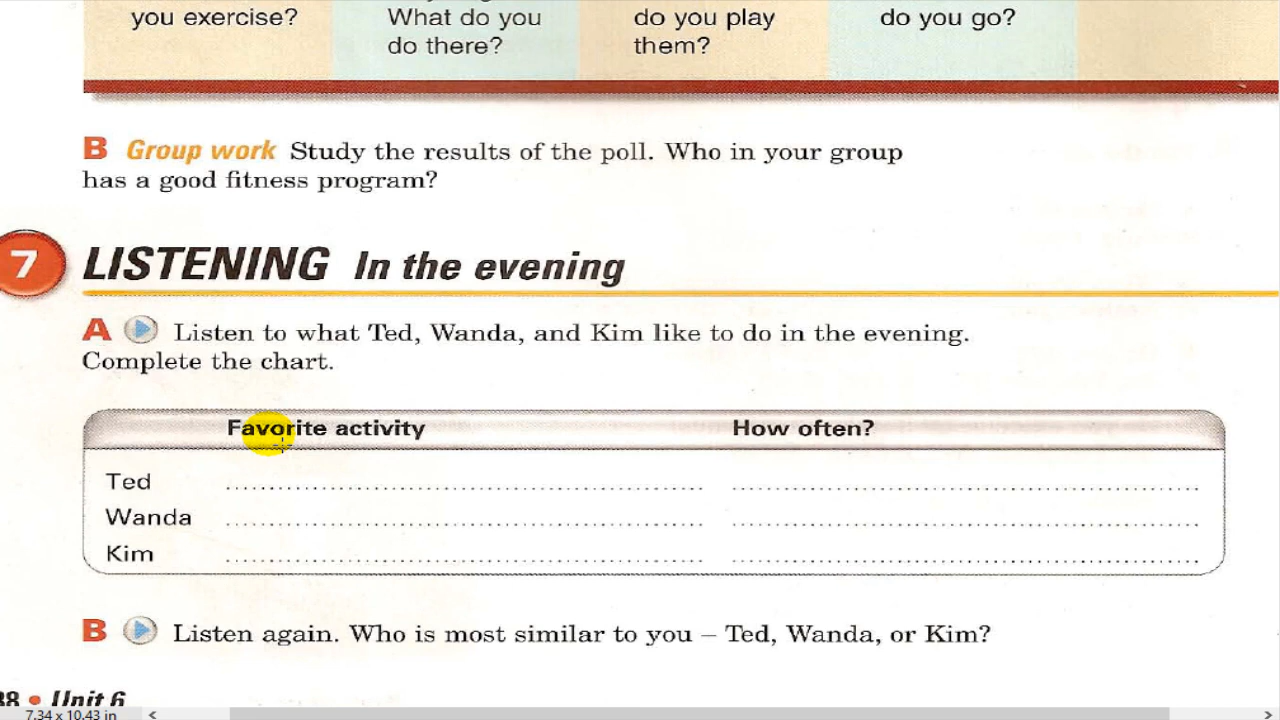 you exercise?
What do you
do there?
do you play
them?
do you go?
B Group work Study the results of the poll. Who in your group
has a good fitness program?
7 LISTENING In the evening
A Listen to what Ted, Wanda, and Kim like to do in the evening.
Complete the chart.
Favorite activity How often?
Ted
Wanda
Kim
B Listen again. Who is most similar to you – Ted, Wanda, or Kim?
38 • Unit 6
7.34 x 10.43 in